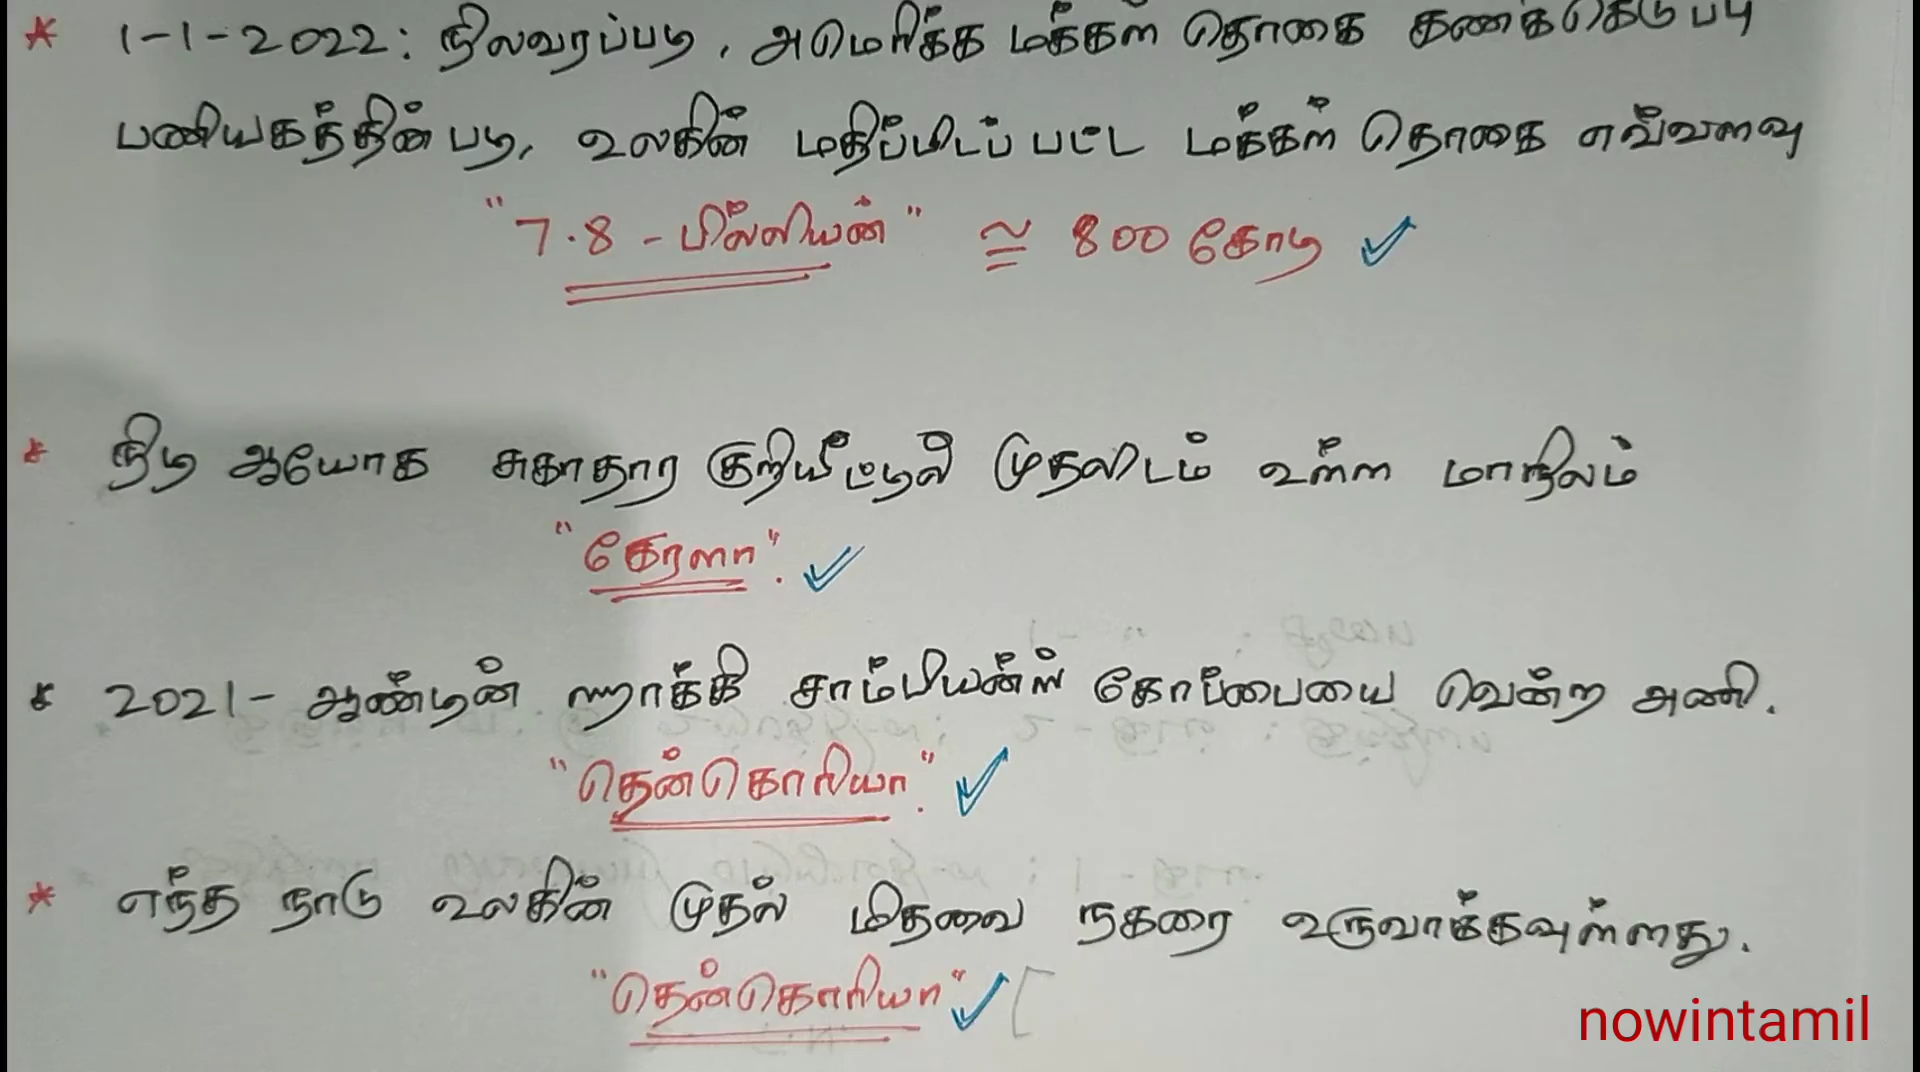 * 1-1-2022: நிலவரப்படி, அமெரிக்க மக்கள் தொகை கணக்கெடுப்பு
பணியகத்தின்படி, உலகின் மதிப்பிடப்பட்ட மக்கள் தொகை எவ்வளவு
"7.8 - பில்லியன்" ≅ 800 கோடி ✓
* நிடி ஆயோக சுகாதார குறியீட்டில் முதலிடம் உள்ள மாநிலம்
"கேரளா". ✓
* 2021- ஆண்டின் ஹாக்கி சாம்பியன்ஸ் கோப்பையை வென்ற அணி.
"தென்கொரியா". ✓
* எந்த நாடு உலகின் முதல் மிதவை நகரை உருவாக்கவுள்ளது.
"தென்கொரியா" ✓ [
nowintamil